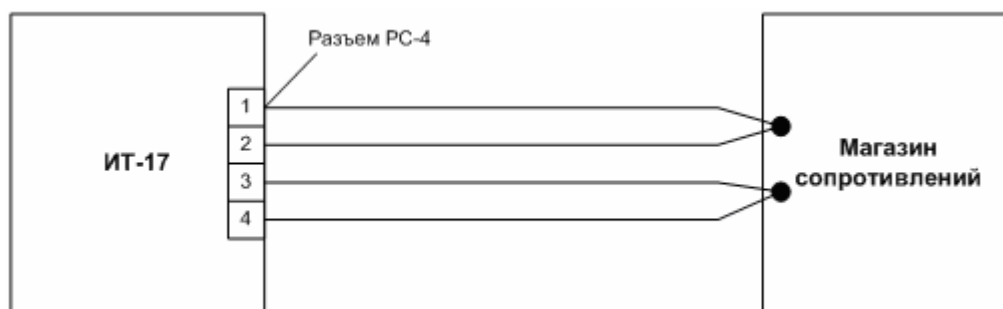 Разъем РС-4
1
2
ИТ-17
3
4
Магазин
сопротивлений